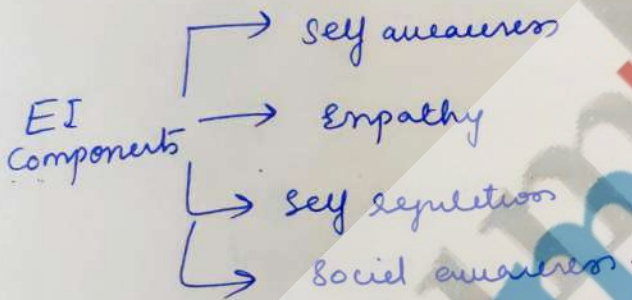 Self awareness
EI
Components
Empathy
Self regulation
Social awareness.